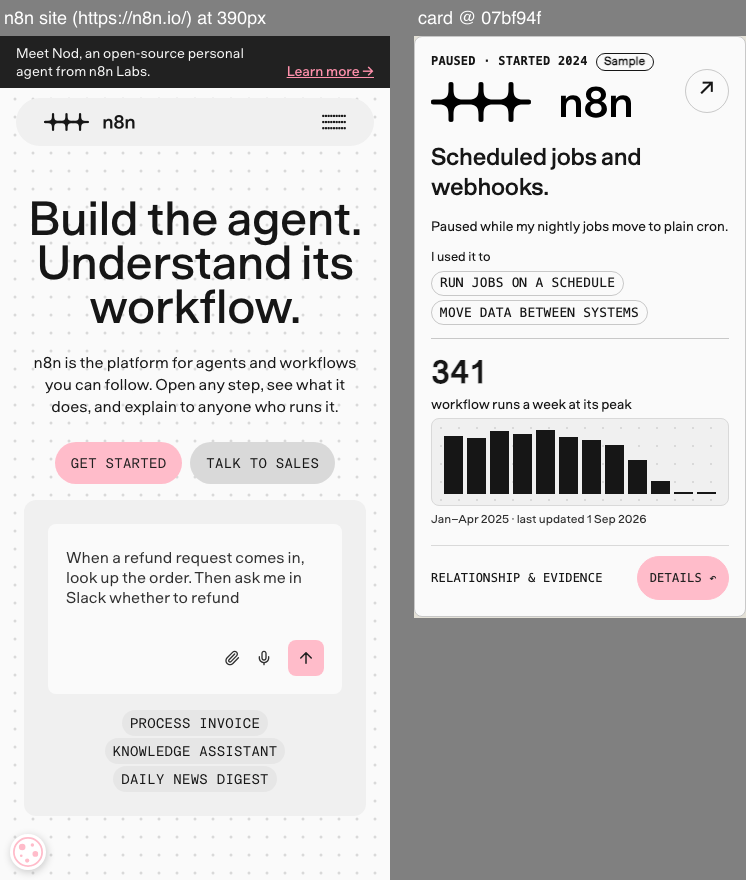 n8n site (https://n8n.io/) at 390px
Meet Nod, an open-source personal
agent from n8n Labs.
Learn more →
n8n
Build the agent.
Understand its
workflow.
n8n is the platform for agents and workflows
you can follow. Open any step, see what it
does, and explain to anyone who runs it.
GET STARTED
TALK TO SALES
When a refund request comes in,
look up the order. Then ask me in
Slack whether to refund
PROCESS INVOICE
KNOWLEDGE ASSISTANT
DAILY NEWS DIGEST
card @ 07bf94f
PAUSED · STARTED 2024
Sample
n8n
Scheduled jobs and
webhooks.
Paused while my nightly jobs move to plain cron.
I used it to
RUN JOBS ON A SCHEDULE
MOVE DATA BETWEEN SYSTEMS
341
workflow runs a week at its peak
Jan–Apr 2025 · last updated 1 Sep 2026
RELATIONSHIP & EVIDENCE
DETAILS ↶